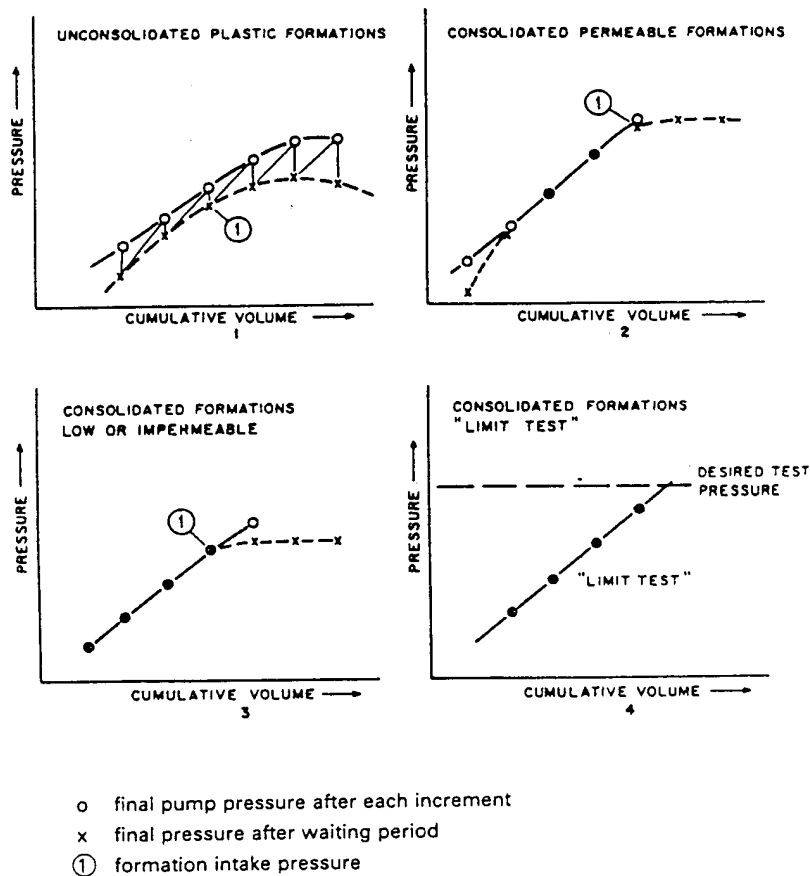 UNCONSOLIDATED PLASTIC FORMATIONS
PRESSURE
1
CUMULATIVE VOLUME
1
CONSOLIDATED PERMEABLE FORMATIONS
PRESSURE
1
CUMULATIVE VOLUME
2
CONSOLIDATED FORMATIONS
LOW OR IMPERMEABLE
PRESSURE
1
CUMULATIVE VOLUME
3
CONSOLIDATED FORMATIONS
"LIMIT TEST"
DESIRED TEST
PRESSURE
PRESSURE
"LIMIT TEST"
CUMULATIVE VOLUME
4
o final pump pressure after each increment
x final pressure after waiting period
1 formation intake pressure